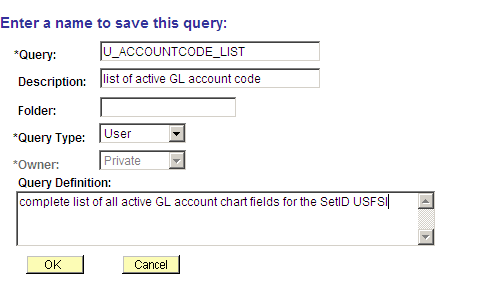 Enter a name to save this query:
*Query: U_ACCOUNTCODE_LIST
Description: list of active GL account code
Folder:
*Query Type: User
*Owner: Private
Query Definition:
complete list of all active GL account chart fields for the SetID USFSI
OK Cancel